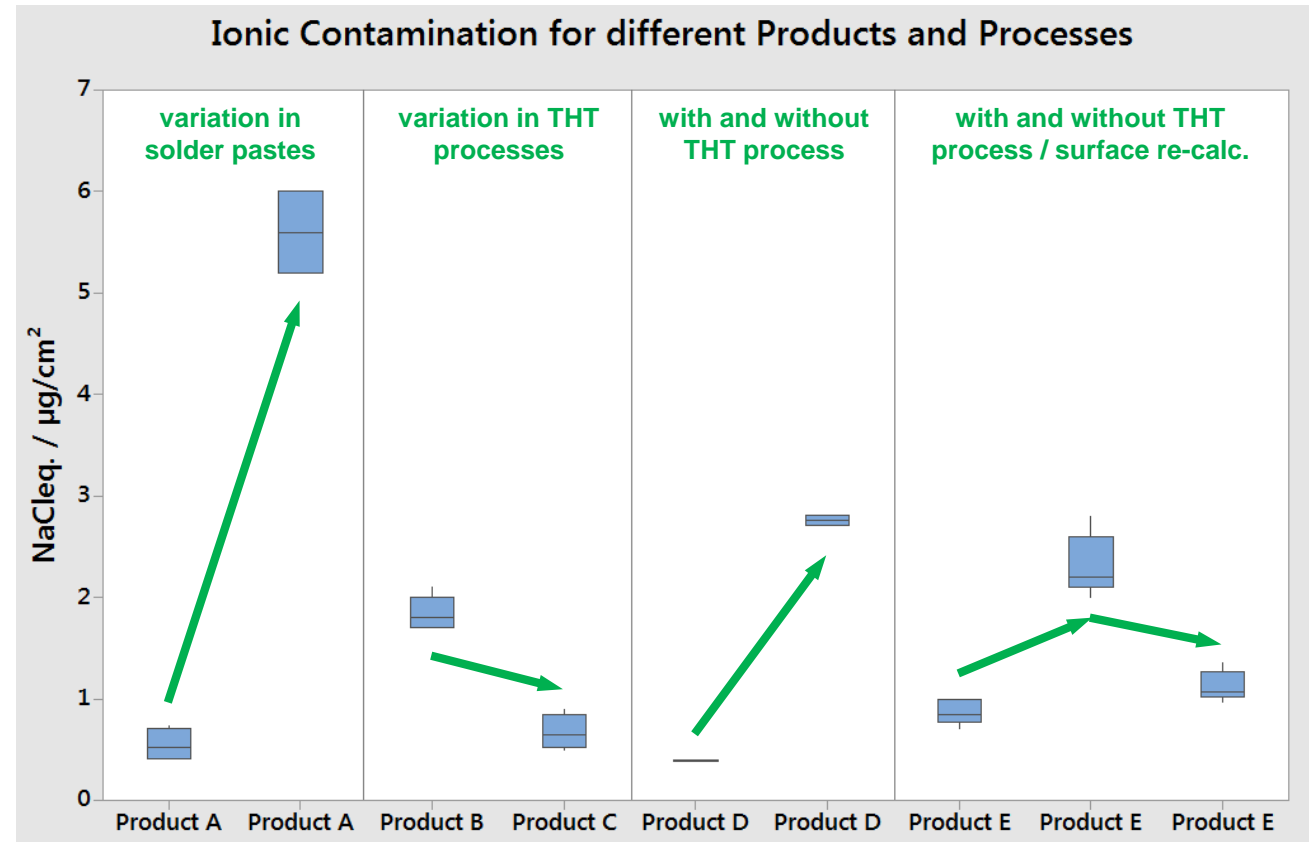 Ionic Contamination for different Products and Processes
NaCleq. / µg/cm²
7
6
5
4
3
2
1
0
variation in
solder pastes
variation in THT
processes
with and without
THT process
with and without THT
process / surface re-calc.
Product A Product A Product B Product C Product D Product D Product E Product E Product E